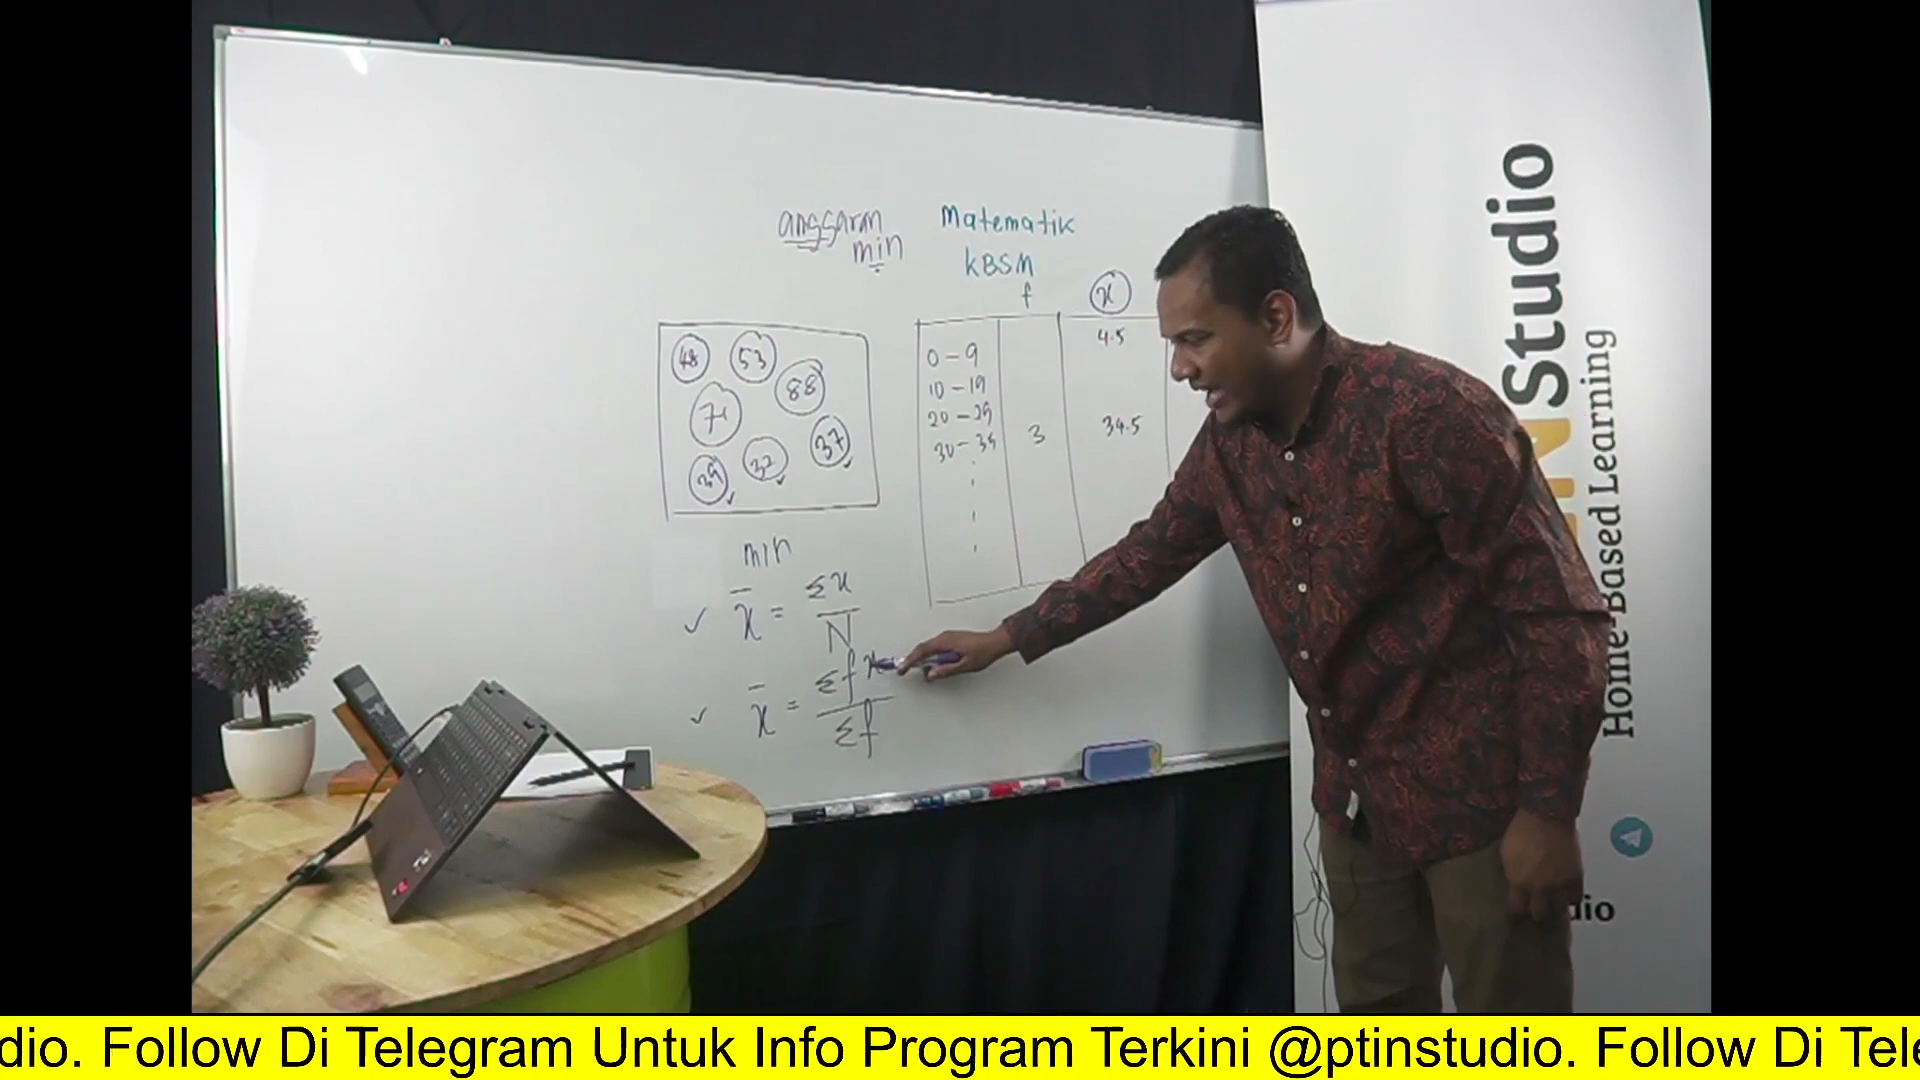 anggaran
min
Matematik
KBSM
f
x
48 53
88
74
37
39 32
0 - 9 4.5
10 - 19
20 - 29
30 - 39 3 34.5
min
x̄ = Σx / N
x̄ = Σfx / Σf
Studio
Home-Based Learning
dio
dio. Follow Di Telegram Untuk Info Program Terkini @ptinstudio. Follow Di Tele